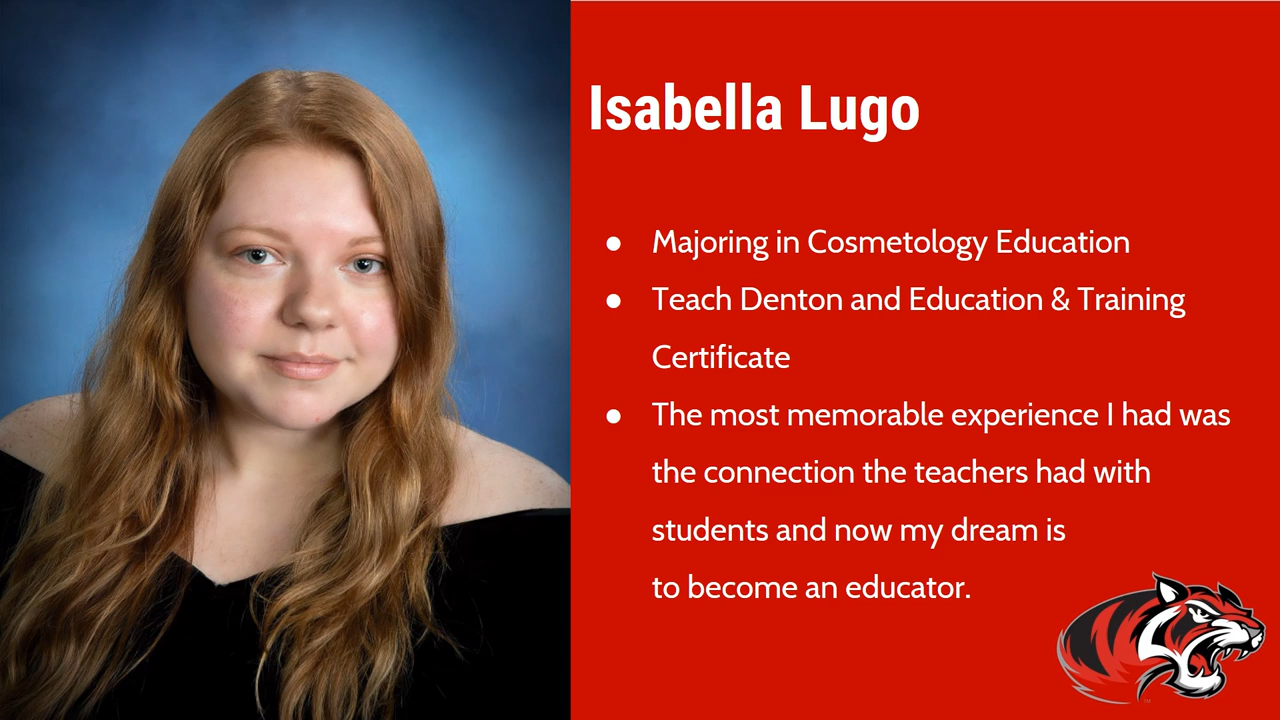 Isabella Lugo
● Majoring in Cosmetology Education
● Teach Denton and Education & Training
Certificate
● The most memorable experience I had was
the connection the teachers had with
students and now my dream is
to become an educator.